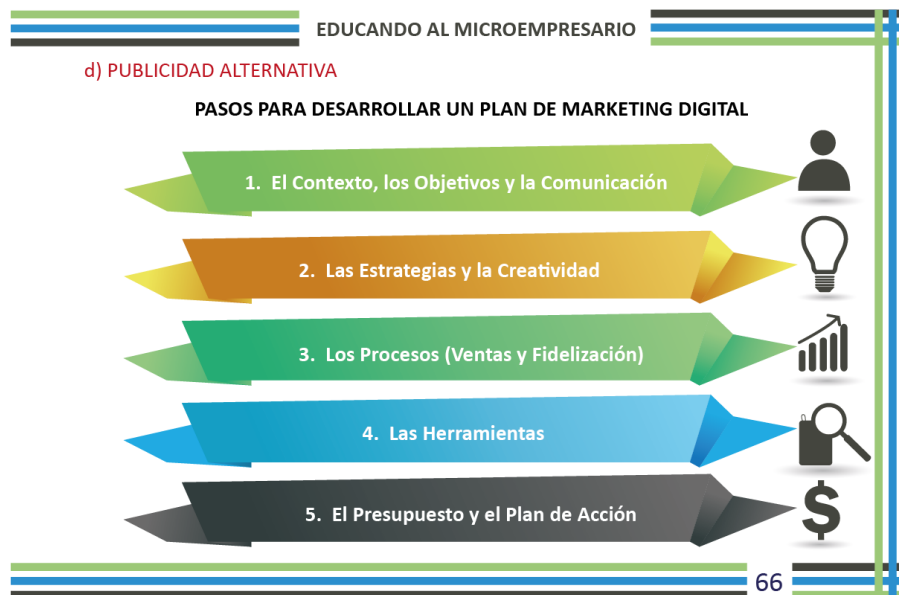 EDUCANDO AL MICROEMPRESARIO
d) PUBLICIDAD ALTERNATIVA
PASOS PARA DESARROLLAR UN PLAN DE MARKETING DIGITAL
1. El Contexto, los Objetivos y la Comunicación
2. Las Estrategias y la Creatividad
3. Los Procesos (Ventas y Fidelización)
4. Las Herramientas
5. El Presupuesto y el Plan de Acción
$
66